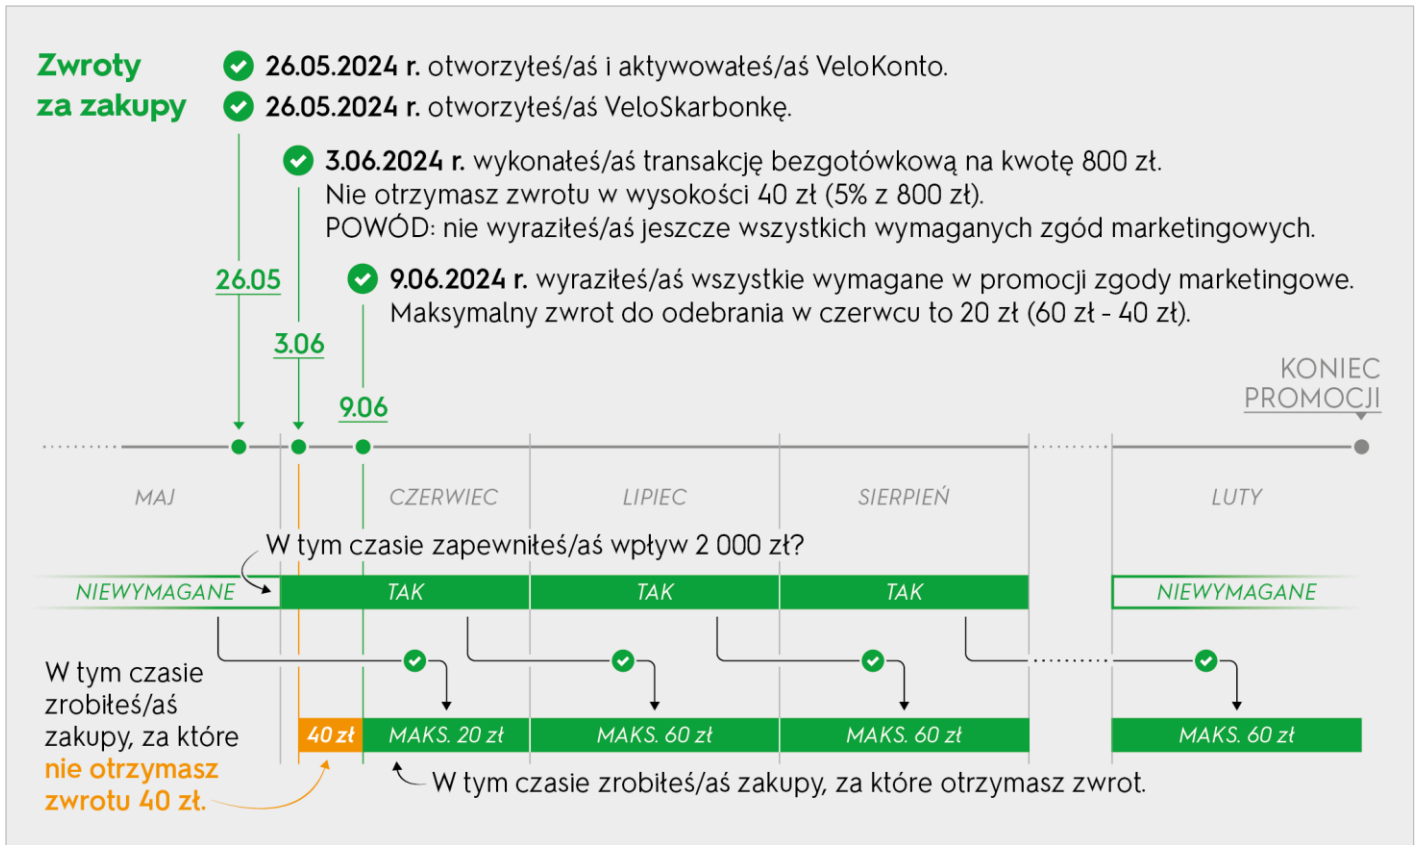 Zwroty
za zakupy
26.05.2024 r. otworzyłeś/aś i aktywowałeś/aś VeloKonto.
26.05.2024 r. otworzyłeś/aś VeloSkarbonkę.
3.06.2024 r. wykonałeś/aś transakcję bezgotówkową na kwotę 800 zł.
Nie otrzymasz zwrotu w wysokości 40 zł (5% z 800 zł).
POWÓD: nie wyraziłeś/aś jeszcze wszystkich wymaganych zgód marketingowych.
26.05
9.06.2024 r. wyraziłeś/aś wszystkie wymagane w promocji zgody marketingowe.
Maksymalny zwrot do odebrania w czerwcu to 20 zł (60 zł - 40 zł).
3.06
9.06
KONIEC
PROMOCJI
MAJ CZERWIEC LIPIEC SIERPIEŃ LUTY
W tym czasie zapewniłeś/aś wpływ 2 000 zł?
NIEWYMAGANE TAK TAK TAK NIEWYMAGANE
W tym czasie
zrobiłeś/aś
zakupy, za które
nie otrzymasz
zwrotu 40 zł.
40 zł MAKS. 20 zł MAKS. 60 zł MAKS. 60 zł MAKS. 60 zł
W tym czasie zrobiłeś/aś zakupy, za które otrzymasz zwrot.